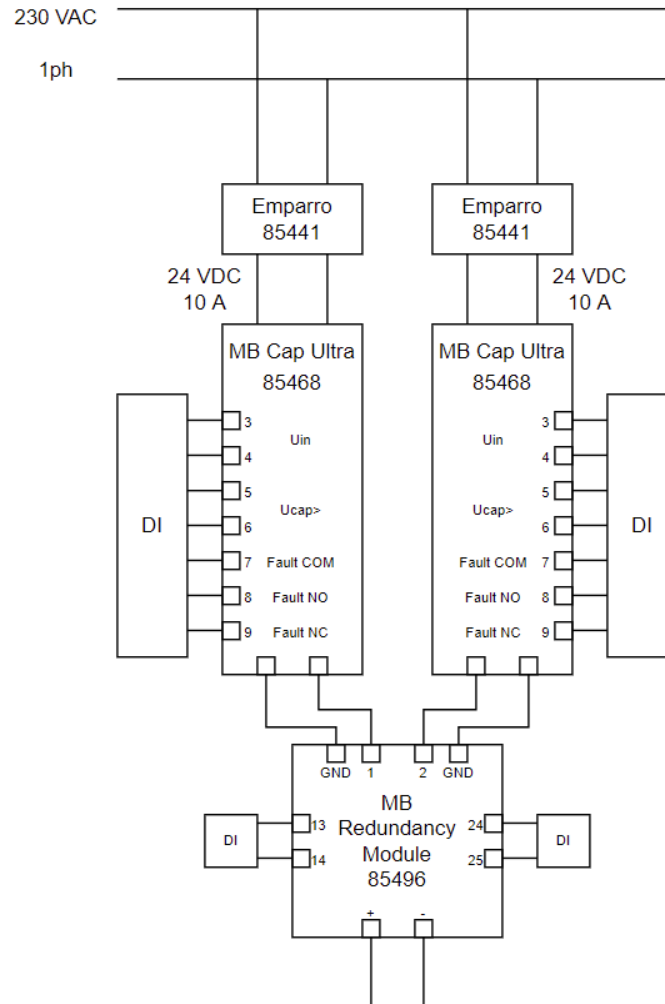 230 VAC
1ph
Emparro
85441
Emparro
85441
24 VDC
10 A
24 VDC
10 A
MB Cap Ultra
85468
MB Cap Ultra
85468
DI
3
4
5
6
7
8
9
Uin
Ucap>
Fault COM
Fault NO
Fault NC
Uin
Ucap>
Fault COM
Fault NO
Fault NC
3
4
5
6
7
8
9
DI
GND
1
2
GND
MB
Redundancy
Module
85496
DI
13
14
24
25
DI
+
-